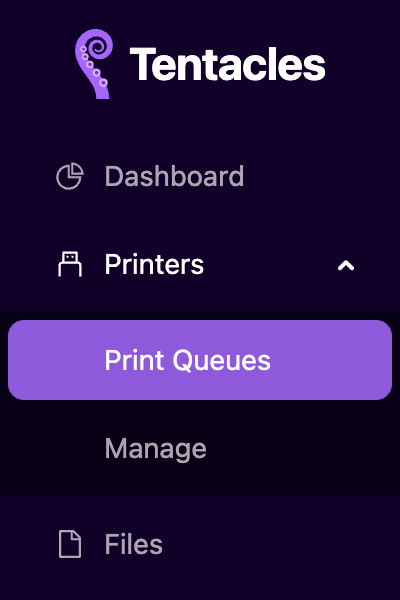 Tentacles
Dashboard
Printers
Print Queues
Manage
Files